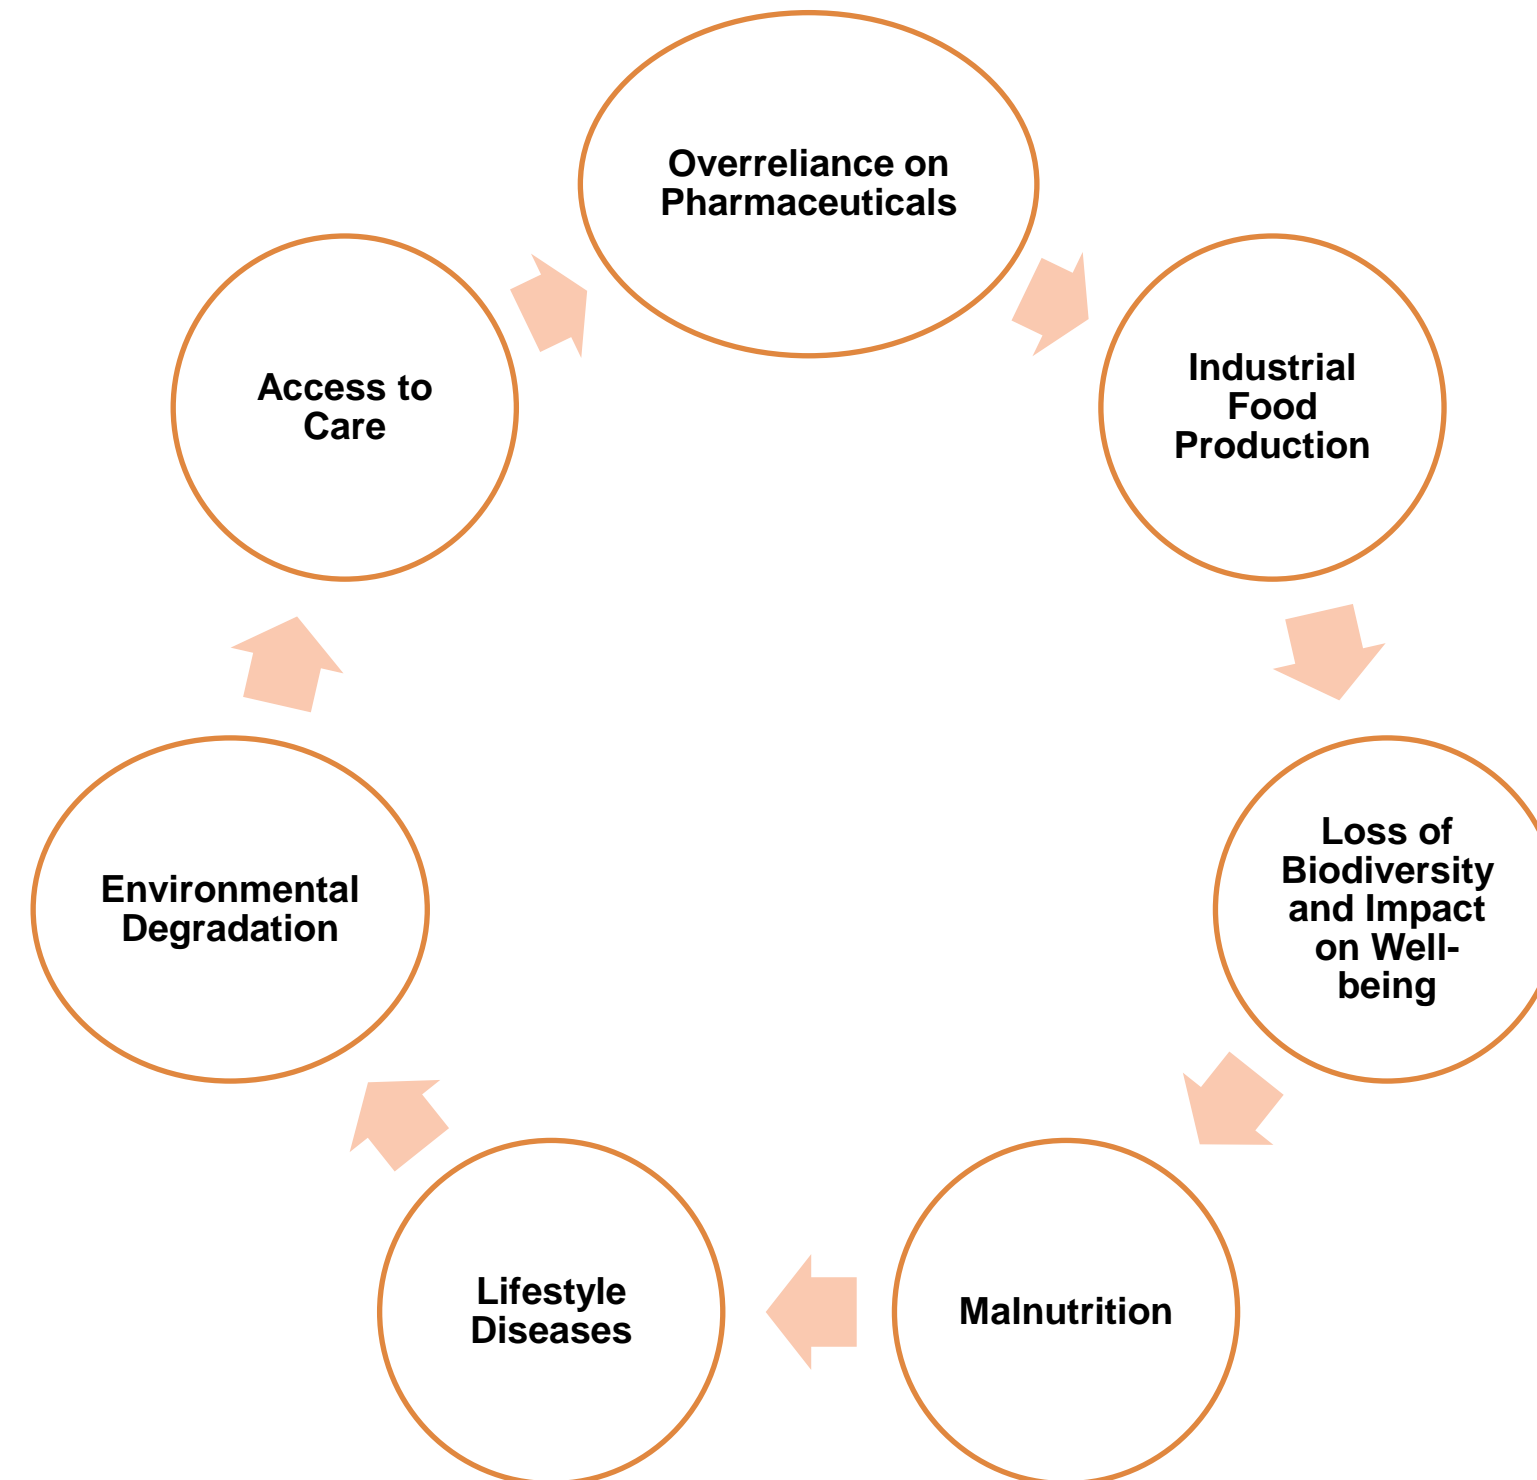 Overreliance on
Pharmaceuticals
Industrial
Food
Production
Loss of
Biodiversity
and Impact
on Well-
being
Malnutrition
Lifestyle
Diseases
Environmental
Degradation
Access to
Care